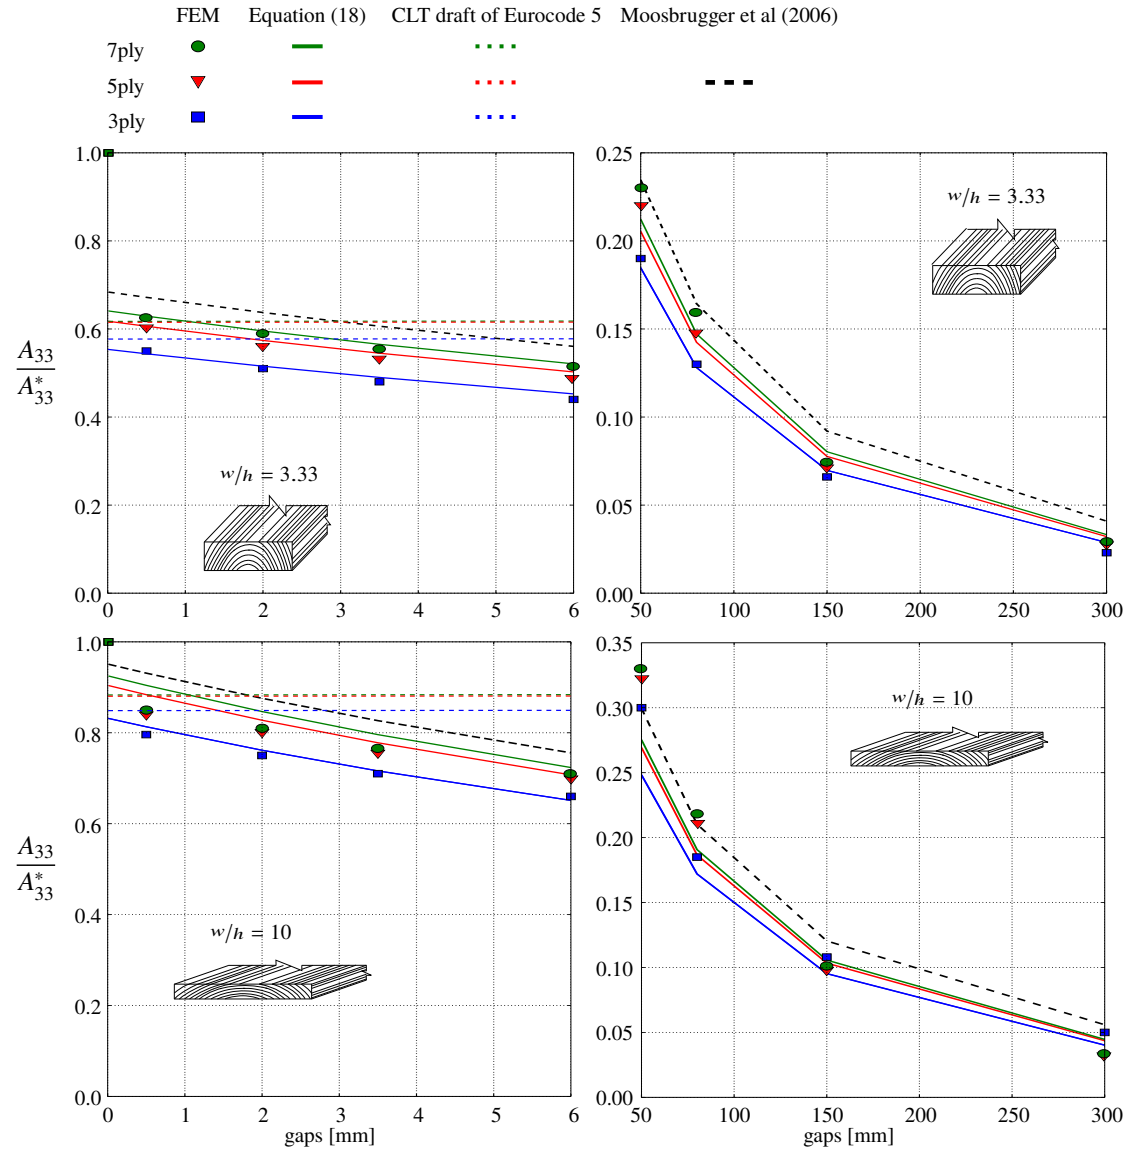 FEM Equation (18) CLT draft of Eurocode 5 Moosbrugger et al (2006)
7ply
5ply
3ply
1.0
0.8
0.6
0.4
0.2
0.0
A33
A*33
w/h = 3.33
0 1 2 3 4 5 6
0.25
0.20
0.15
0.10
0.05
0.00
w/h = 3.33
50 100 150 200 250 300
1.0
0.8
0.6
0.4
0.2
0.0
A33
A*33
w/h = 10
0 1 2 3 4 5 6
gaps [mm]
0.35
0.30
0.25
0.20
0.15
0.10
0.05
0.00
w/h = 10
50 100 150 200 250 300
gaps [mm]